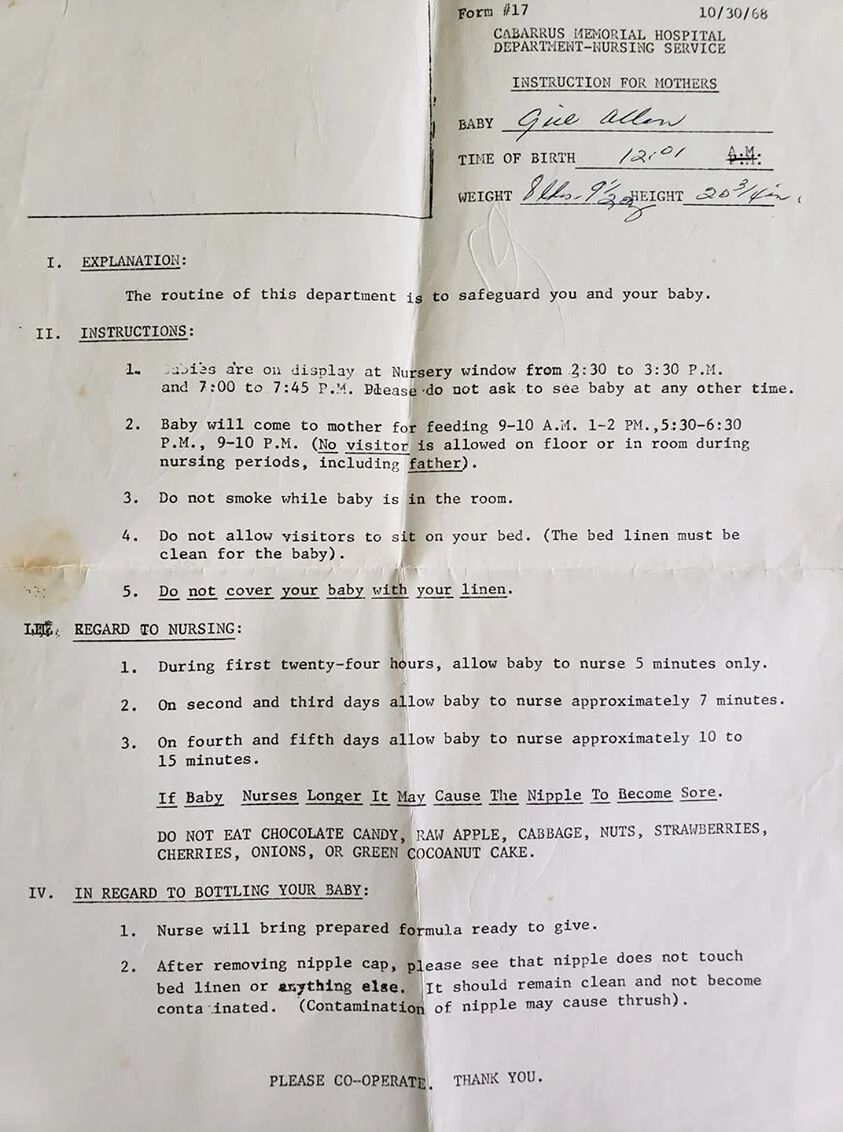 Form #17 10/30/68
CABARRUS MEMORIAL HOSPITAL
DEPARTMENT-NURSING SERVICE
INSTRUCTION FOR MOTHERS
BABY Allen
TIME OF BIRTH 12:01 A.M.
WEIGHT 8 lbs. 9 1/2 oz HEIGHT 20 3/4 in.
I. EXPLANATION:
The routine of this department is to safeguard you and your baby.
II. INSTRUCTIONS:
1. Babies are on display at Nursery window from 2:30 to 3:30 P.M.
and 7:00 to 7:45 P.M. Please do not ask to see baby at any other time.
2. Baby will come to mother for feeding 9-10 A.M. 1-2 PM.,5:30-6:30
P.M., 9-10 P.M. (No visitor is allowed on floor or in room during
nursing periods, including father).
3. Do not smoke while baby is in the room.
4. Do not allow visitors to sit on your bed. (The bed linen must be
clean for the baby).
5. Do not cover your baby with your linen.
III. REGARD TO NURSING:
1. During first twenty-four hours, allow baby to nurse 5 minutes only.
2. On second and third days allow baby to nurse approximately 7 minutes.
3. On fourth and fifth days allow baby to nurse approximately 10 to
15 minutes.
If Baby Nurses Longer It May Cause The Nipple To Become Sore.
DO NOT EAT CHOCOLATE CANDY, RAW APPLE, CABBAGE, NUTS, STRAWBERRIES,
CHERRIES, ONIONS, OR GREEN COCOANUT CAKE.
IV. IN REGARD TO BOTTLING YOUR BABY:
1. Nurse will bring prepared formula ready to give.
2. After removing nipple cap, please see that nipple does not touch
bed linen or anything else. It should remain clean and not become
contaminated. (Contamination of nipple may cause thrush).
PLEASE CO-OPERATE. THANK YOU.